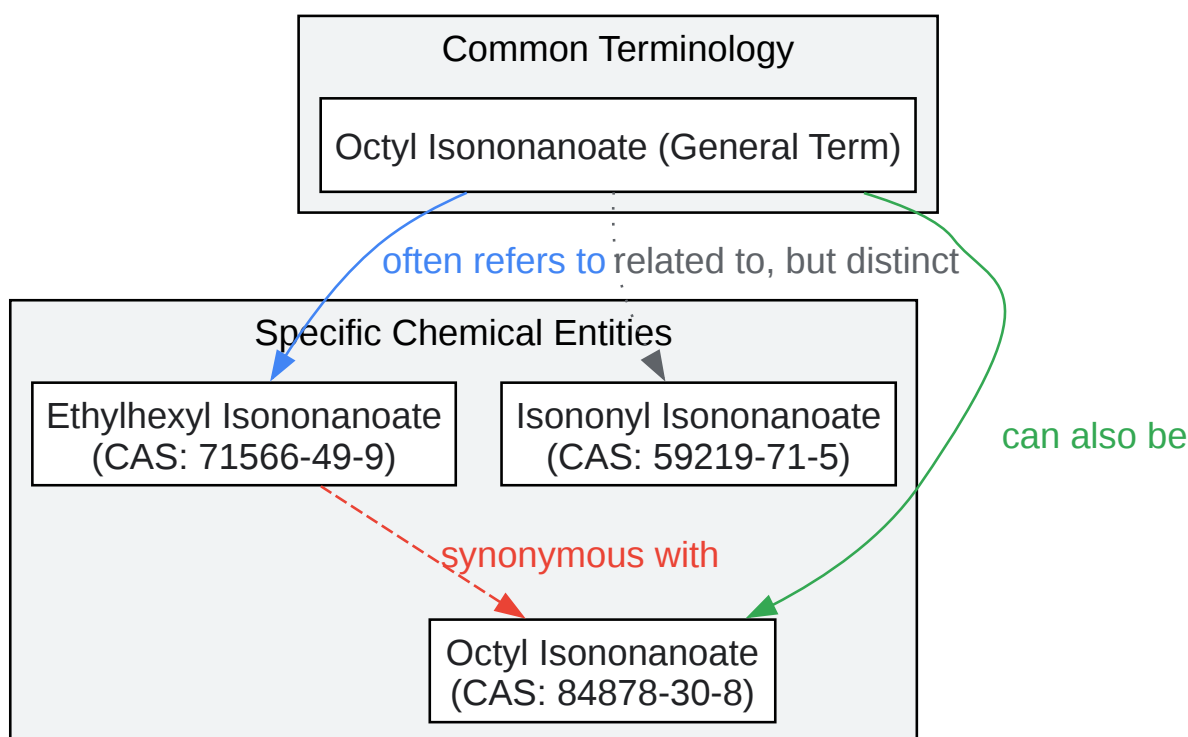 Common Terminology
Octyl Isononanoate (General Term)
often refers to
related to, but distinct
Specific Chemical Entities
Ethylhexyl Isononanoate
(CAS: 71566-49-9)
Isononyl Isononanoate
(CAS: 59219-71-5)
can also be
synonymous with
Octyl Isononanoate
(CAS: 84878-30-8)